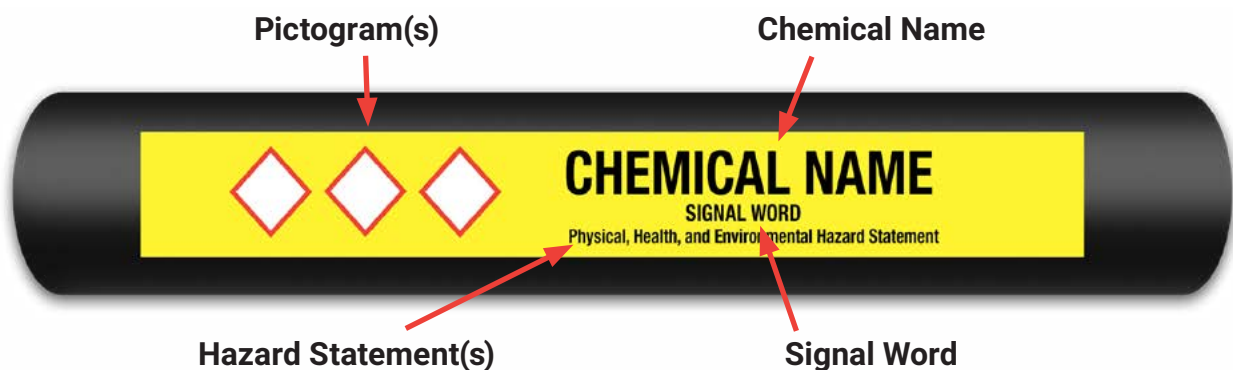 Pictogram(s)
Chemical Name
CHEMICAL NAME
SIGNAL WORD
Physical, Health, and Environmental Hazard Statement
Hazard Statement(s)
Signal Word